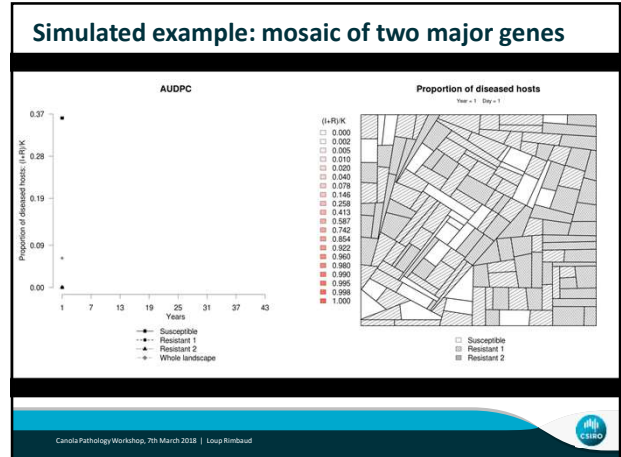 Simulated example: mosaic of two major genes
AUDPC
Proportion of diseased hosts: (I+R)/K
0.37
0.28
0.19
0.09
0.00
1 7 13 19 25 31 37 43
Years
Susceptible
Resistant 1
Resistant 2
Whole landscape
Proportion of diseased hosts
Year = 1 Day = 1
(I+R)/K
0.000
0.002
0.005
0.010
0.020
0.040
0.078
0.146
0.258
0.413
0.587
0.742
0.854
0.922
0.960
0.980
0.990
0.995
0.998
1.000
Susceptible
Resistant 1
Resistant 2
Canola Pathology Workshop, 7th March 2018 | Loup Rimbaud
CSIRO